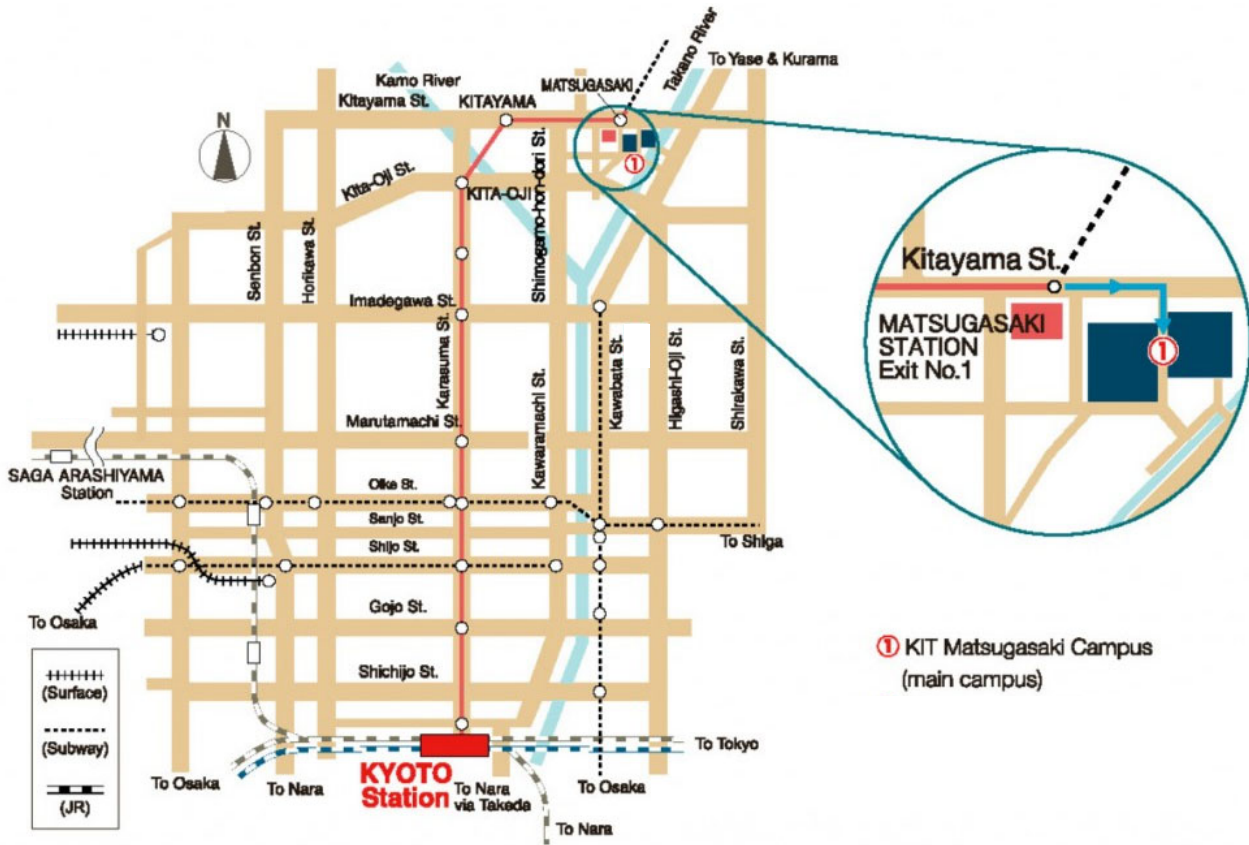 Takano River
To Yase & Kurama
Kamo River
MATSUGASAKI
Kitayama St.
KITAYAMA
N
①
Kita-Oji St.
KITA-OJI
Shimogamo-hon-dori St.
Senbon St.
Horikawa St.
Imadegawa St.
Karasuma St.
Kawabata St.
Higashi-Oji St.
Shirakawa St.
Marutamachi St.
Kawaramachi St.
SAGA ARASHIYAMA
Station
Oike St.
Sanjo St.
To Shiga
Shijo St.
Gojo St.
To Osaka
Shichijo St.
(Surface)
(Subway)
(JR)
To Tokyo
To Osaka
To Nara
KYOTO
Station
To Nara
via Takeda
To Osaka
To Nara
Kitayama St.
MATSUGASAKI
STATION
Exit No.1
①
① KIT Matsugasaki Campus
(main campus)